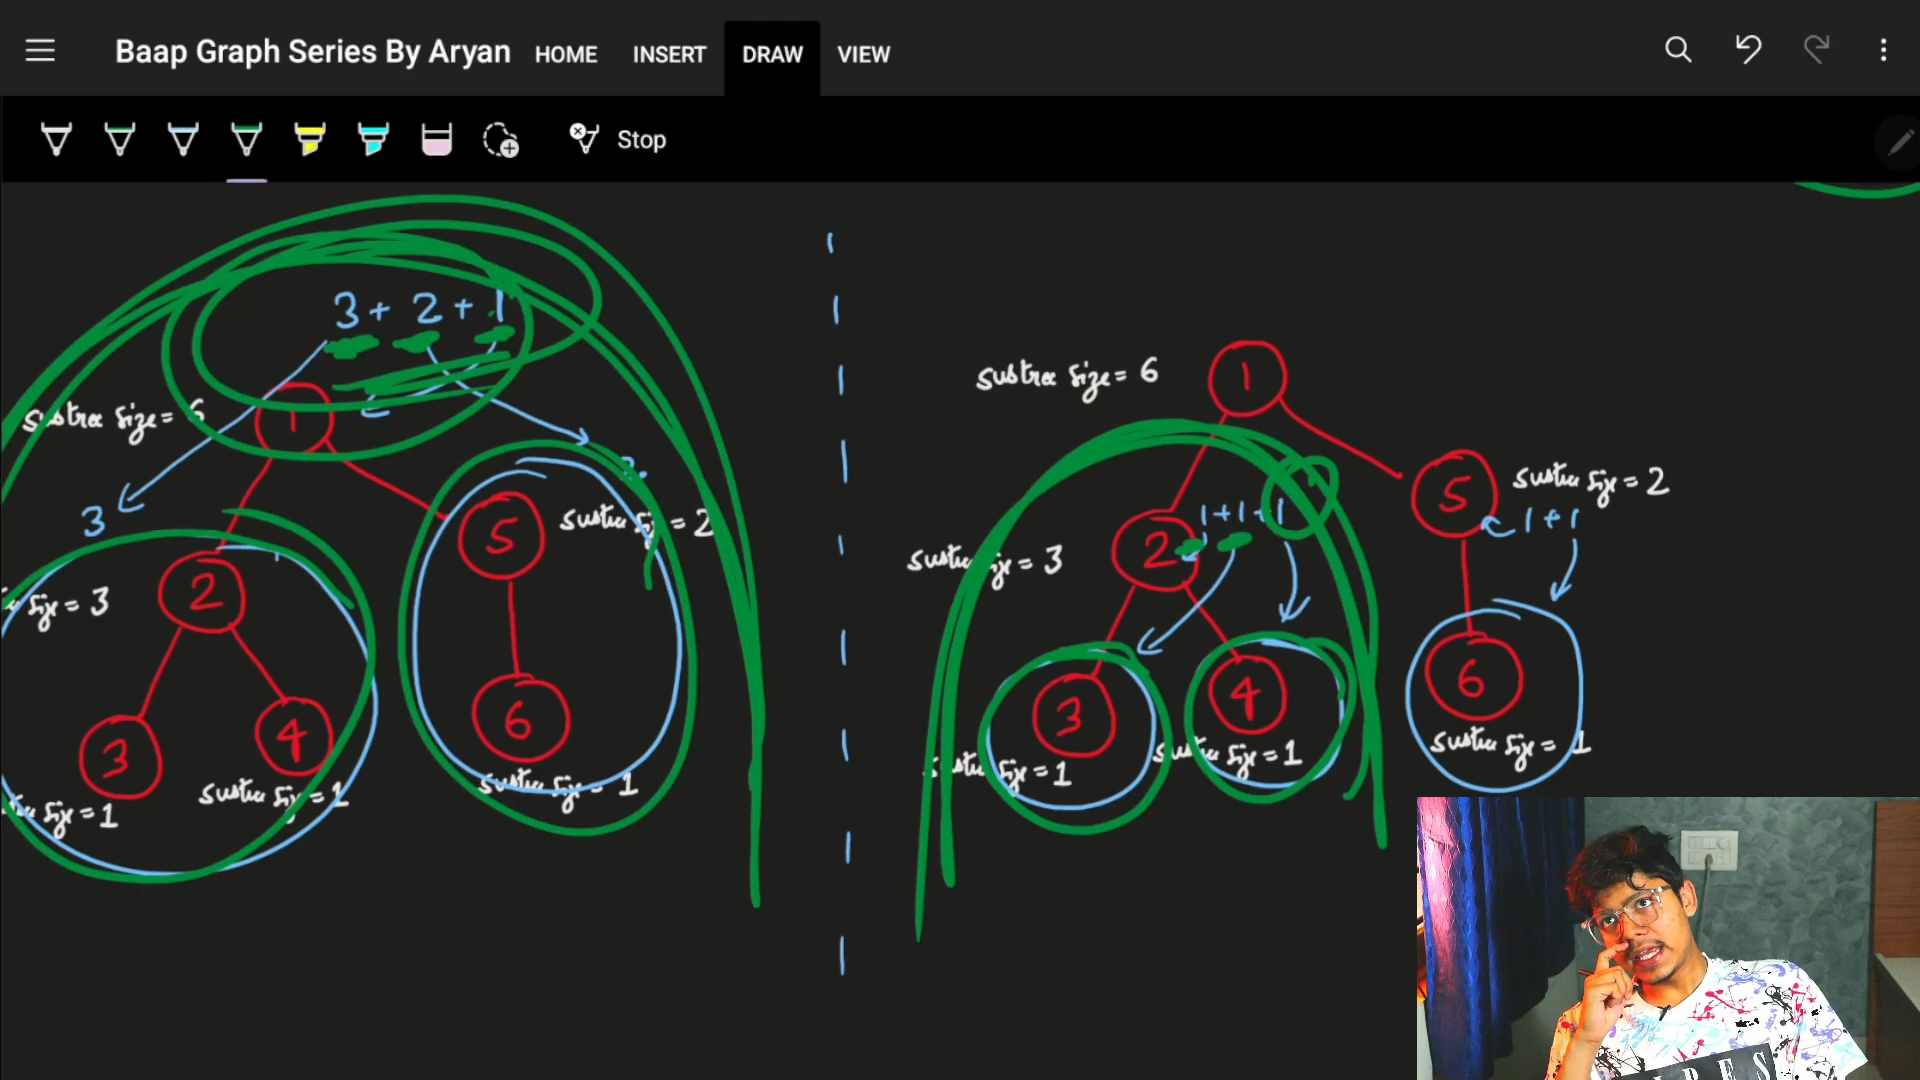 Baap Graph Series By Aryan HOME INSERT DRAW VIEW
Stop
3 + 2 + 1
Subtree Size = 6
1
3
5
Subtree Size = 2
2
Size = 3
3
4
6
Size = 1
Subtree Size = 1
Subtree Size = 1
Subtree Size = 6
1
5
Subtree Size = 2
1 + 1
2
1 + 1 + 1
Subtree Size = 3
3
4
6
Subtree Size = 1
Subtree Size = 1
Subtree Size = 1